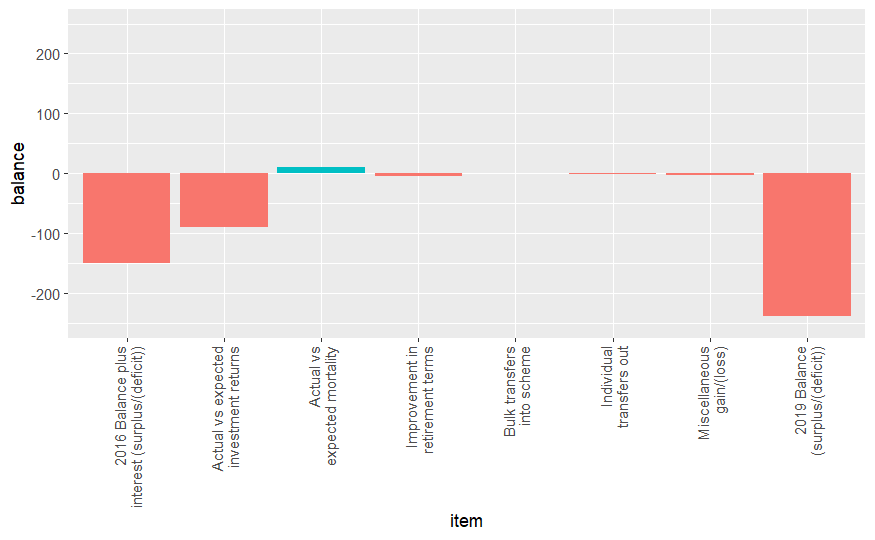 balance
200
100
0
-100
-200
2016 Balance plus
interest (surplus/(deficit))
Actual vs expected
investment returns
Actual vs
expected mortality
Improvement in
retirement terms
Bulk transfers
into scheme
Individual
transfers out
Miscellaneous
gain/(loss)
2019 Balance
(surplus/(deficit))
item